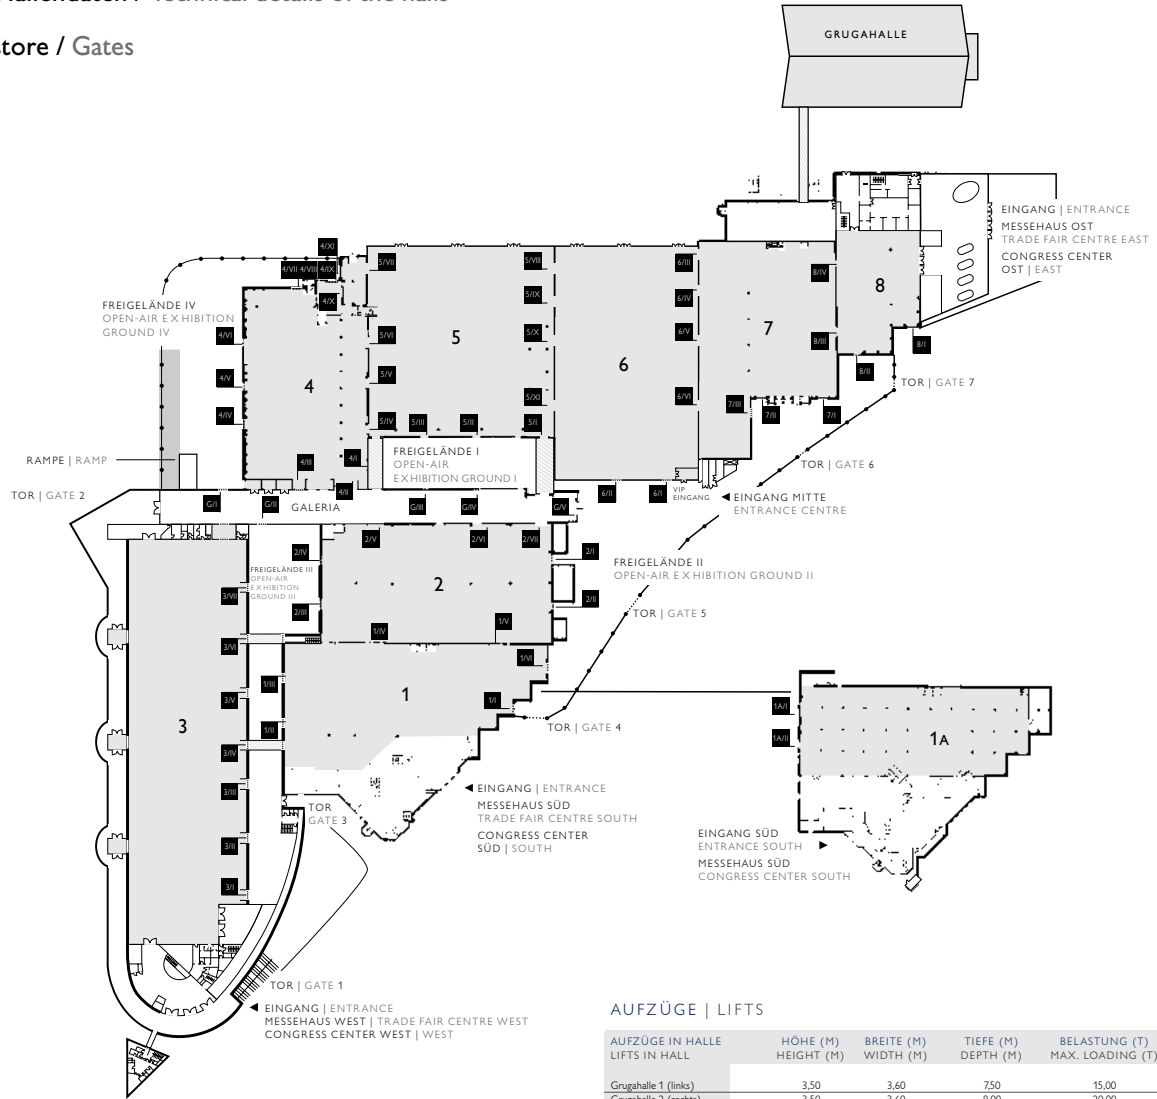 Technical details of the halls
tore / Gates
GRUGAHALLE
EINGANG | ENTRANCE
MESSEHAUS OST
TRADE FAIR CENTRE EAST
CONGRESS CENTER
OST | EAST
4/XI
4/VII 4/VIII 4/IX
4/X
5/VII
5/VIII
6/III
8/IV
8
FREIGELÄNDE IV
OPEN-AIR EXHIBITION
GROUND IV
5/IX
6/IV
4/VI
5/VI
5
5/X
6/V
7
8/III
8/I
4/V
4
5/V
6
8/II
TOR | GATE 7
4/IV
5/IV
5/III
5/II
5/XI
5/I
6/VI
7/III
7/II
7/I
RAMPE | RAMP
4/III
4/I
FREIGELÄNDE I
OPEN-AIR
EXHIBITION GROUND I
TOR | GATE 6
TOR | GATE 2
G/I
G/II
GALERIA
4/II
G/III
G/IV
G/V
6/II
6/I
VIP
EINGANG
EINGANG MITTE
ENTRANCE CENTRE
2/IV
2/V
2/VI
2/VII
2/I
FREIGELÄNDE III
OPEN-AIR
EXHIBITION
GROUND III
FREIGELÄNDE II
OPEN-AIR EXHIBITION GROUND II
3/VII
2/III
2
2/II
TOR | GATE 5
1/IV
1/V
3/VI
1/VI
1/III
1
1/I
3/V
3
1/II
TOR | GATE 4
1A/I
1A/II
1A
3/IV
3/III
EINGANG | ENTRANCE
MESSEHAUS SÜD
TRADE FAIR CENTRE SOUTH
CONGRESS CENTER
SÜD | SOUTH
TOR
GATE 3
EINGANG SÜD
ENTRANCE SOUTH
MESSEHAUS SÜD
CONGRESS CENTER SOUTH
3/II
3/I
TOR | GATE 1
EINGANG | ENTRANCE
MESSEHAUS WEST | TRADE FAIR CENTRE WEST
CONGRESS CENTER WEST | WEST
AUFZÜGE | LIFTS
AUFZÜGE IN HALLE HÖHE (M) BREITE (M) TIEFE (M) BELASTUNG (T)
LIFTS IN HALL HEIGHT (M) WIDTH (M) DEPTH (M) MAX. LOADING (T)
Grugahalle 1 (links) 3,50 3,60 7,50 15,00